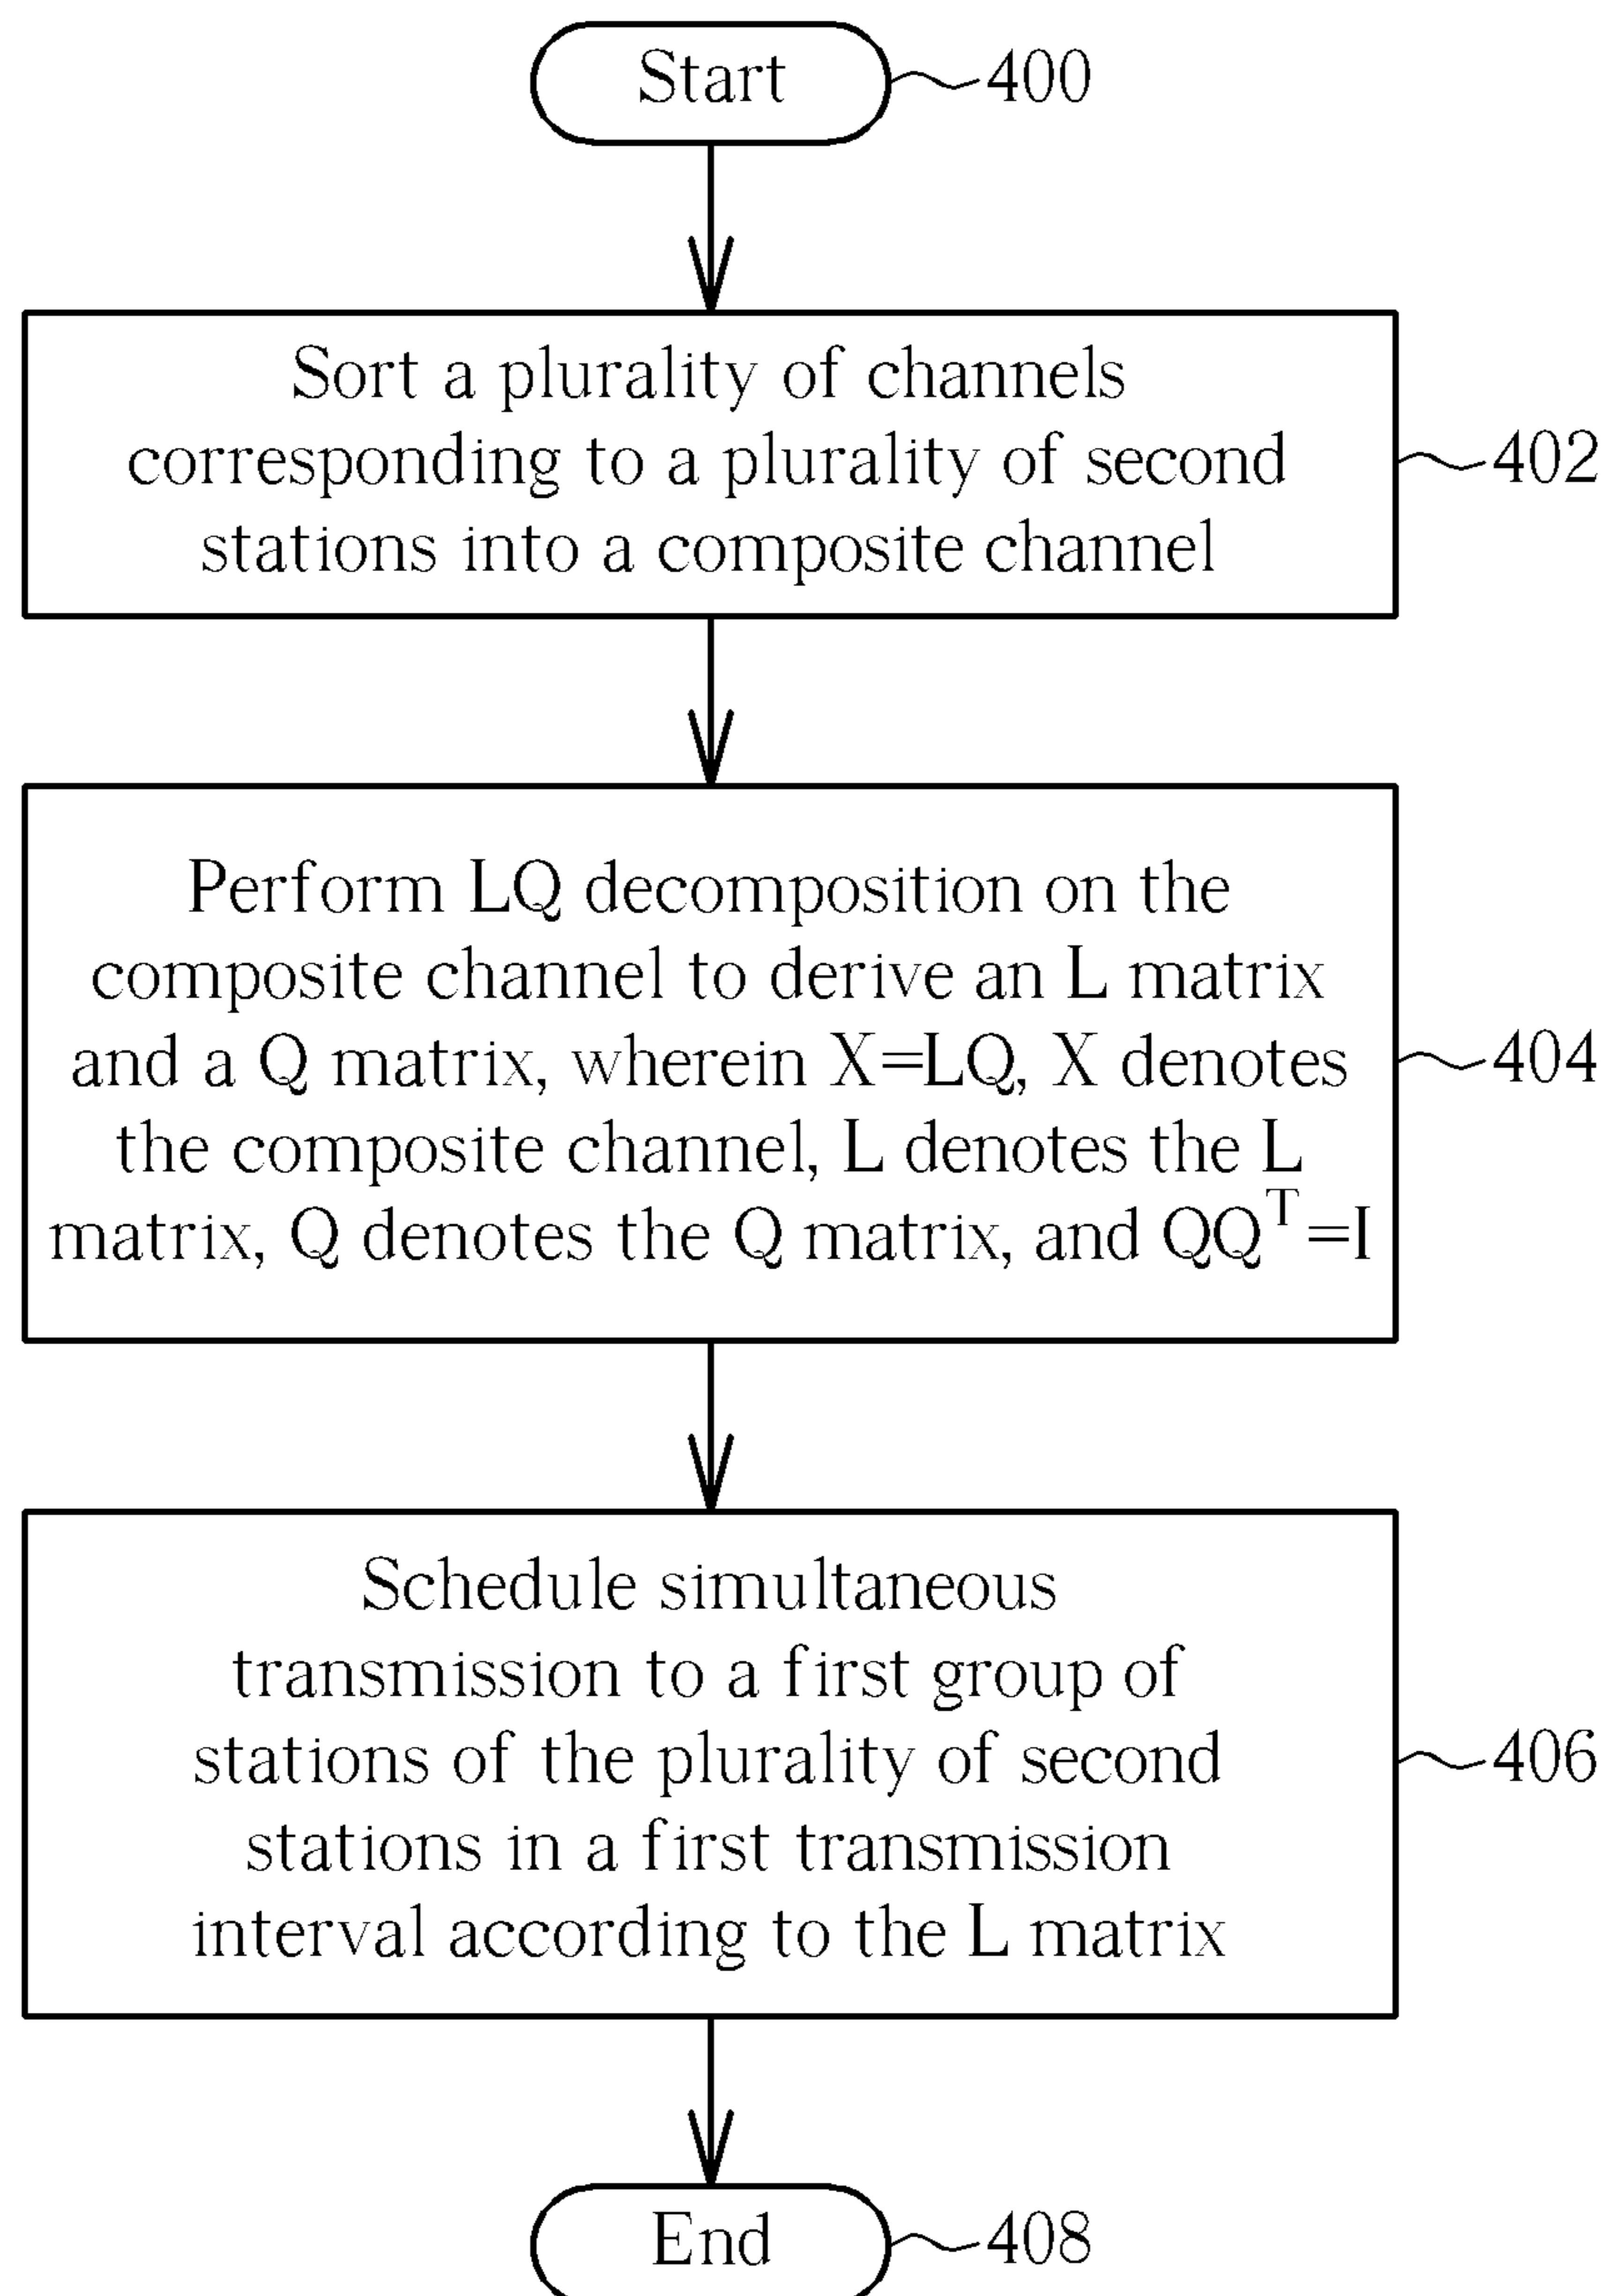 Start
400
Sort a plurality of channels
corresponding to a plurality of second
stations into a composite channel
402
Perform LQ decomposition on the
composite channel to derive an L matrix
and a Q matrix, wherein X=LQ, X denotes
the composite channel, L denotes the L
matrix, Q denotes the Q matrix, and QQ^T=I
404
Schedule simultaneous
transmission to a first group of
stations of the plurality of second
stations in a first transmission
interval according to the L matrix
406
End
408